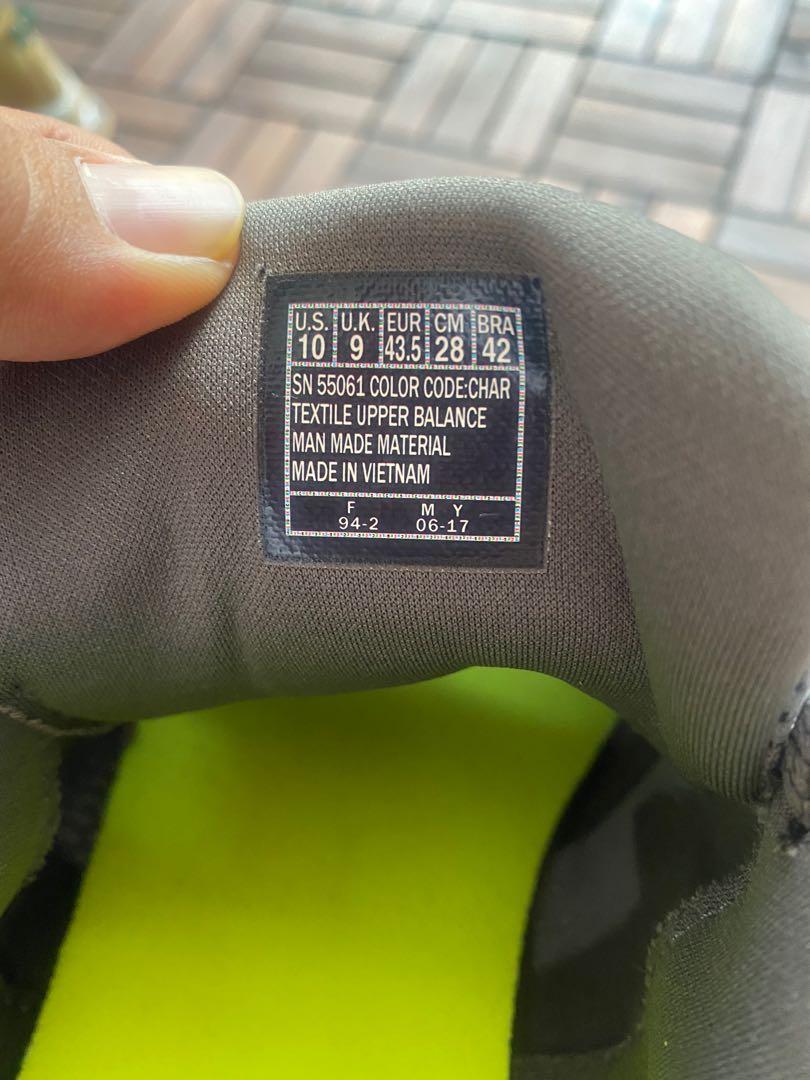 U.S. U.K. EUR CM BRA
10 9 43.5 28 42
SN 55061 COLOR CODE:CHAR
TEXTILE UPPER BALANCE
MAN MADE MATERIAL
MADE IN VIETNAM
F M Y
94-2 06-17